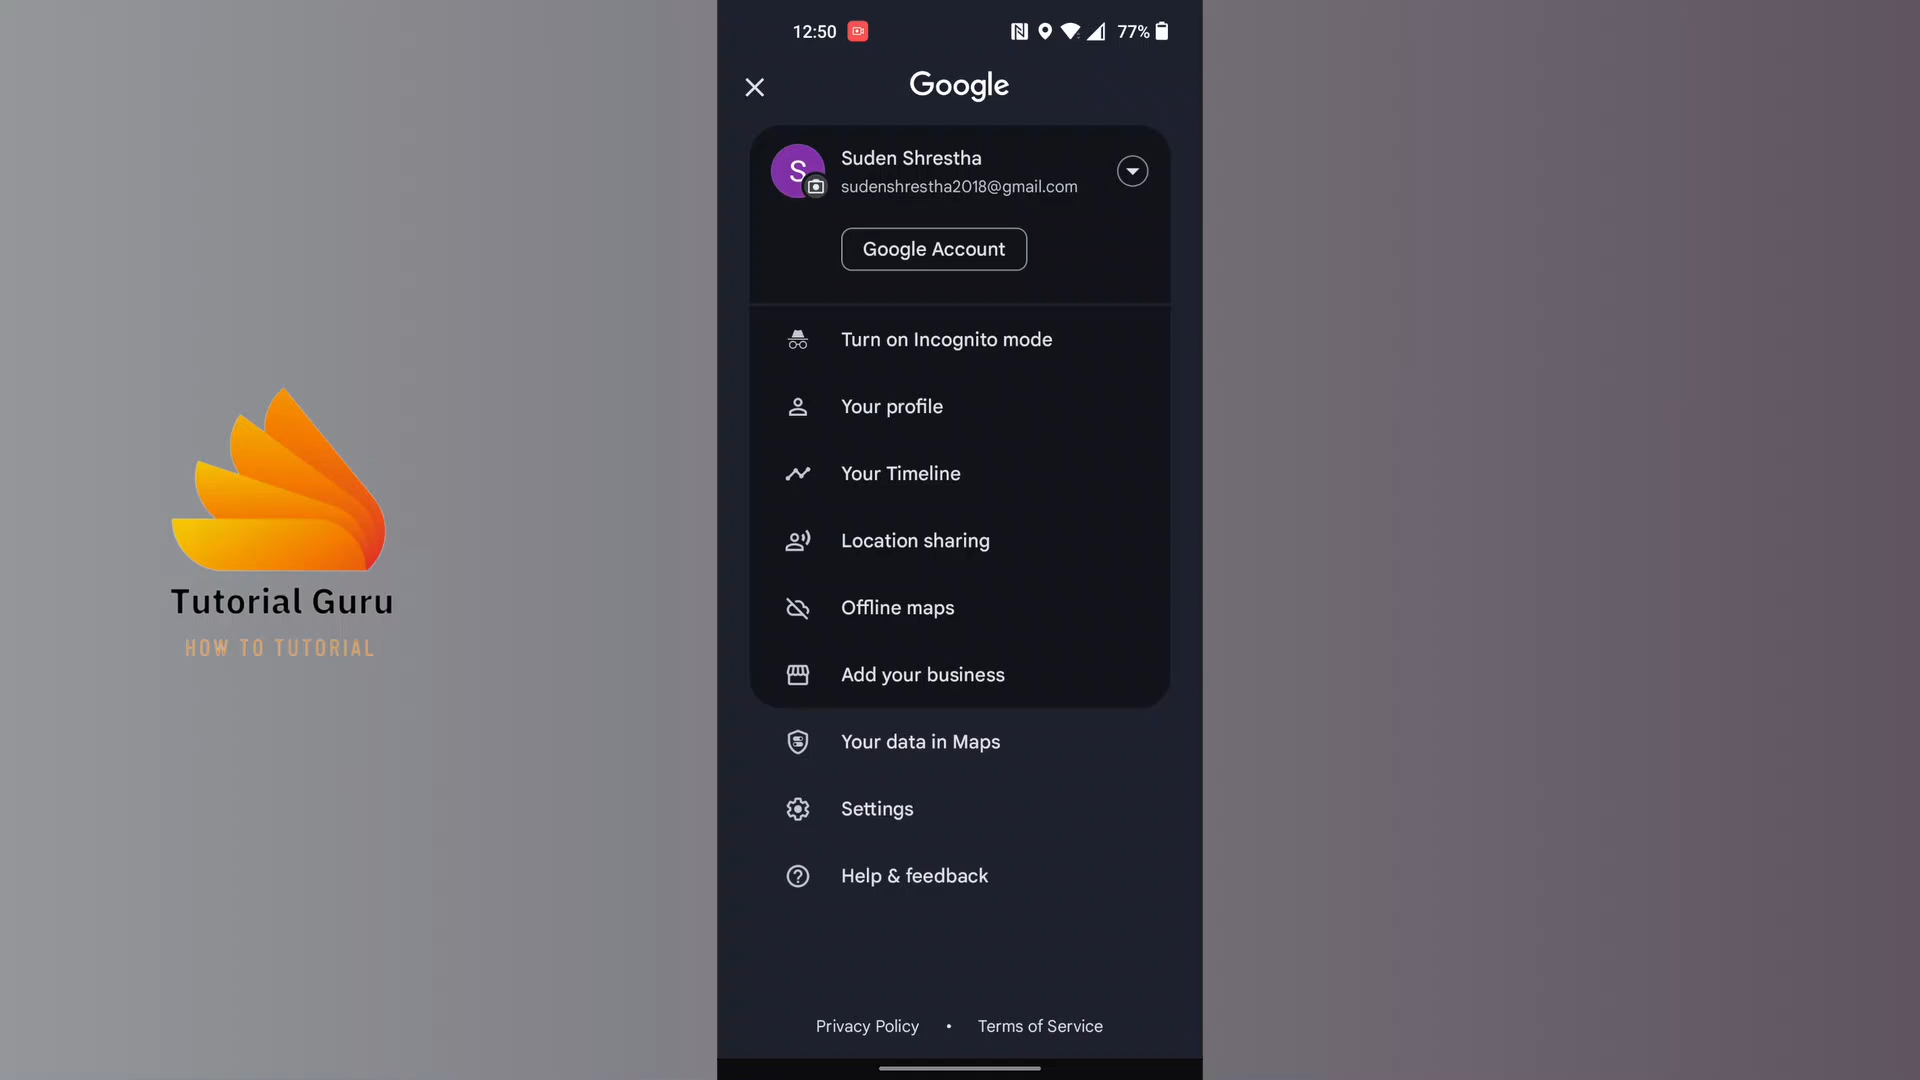 12:50
77%
Google
S
Suden Shrestha
sudenshrestha2018@gmail.com
Google Account
Turn on Incognito mode
Your profile
Your Timeline
Location sharing
Offline maps
Add your business
Your data in Maps
Settings
Help & feedback
Privacy Policy • Terms of Service
Tutorial Guru
HOW TO TUTORIAL